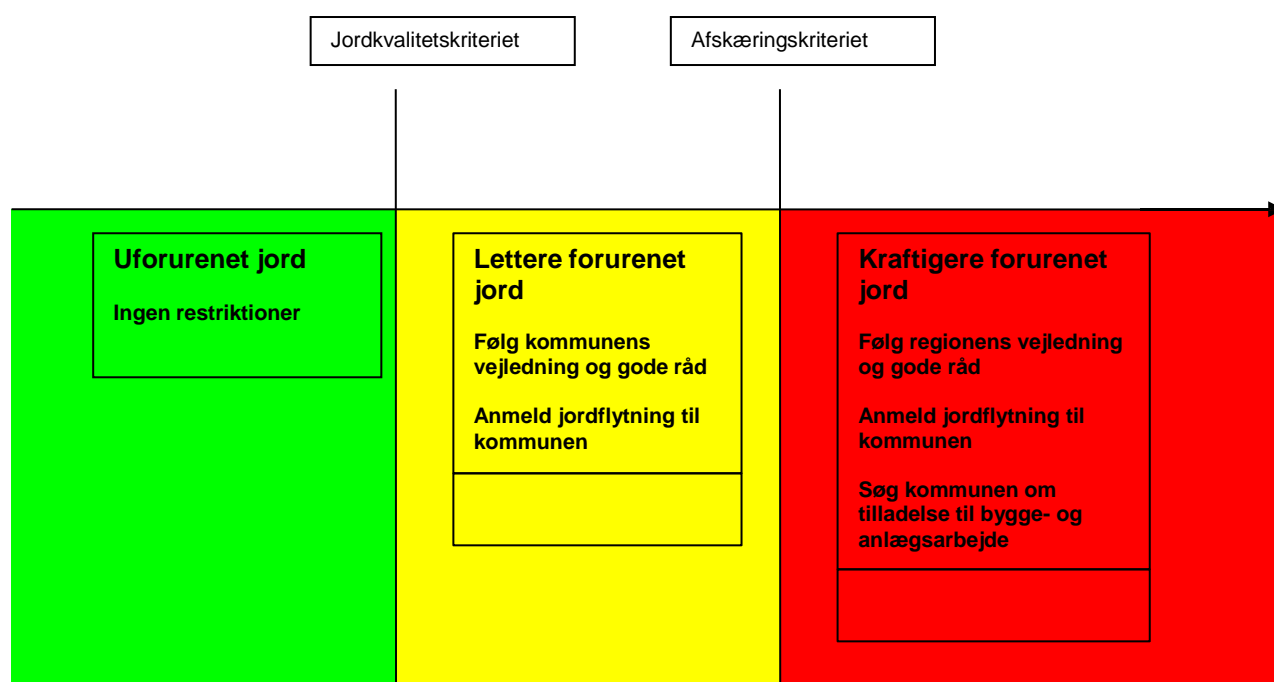 Jordkvalitetskriteriet
Afskæringskriteriet
Uforurenet jord
Ingen restriktioner
Lettere forurenet
jord
Følg kommunens
vejledning og gode råd
Anmeld jordflytning til
kommunen
Kraftigere forurenet
jord
Følg regionens vejledning
og gode råd
Anmeld jordflytning til
kommunen
Søg kommunen om
tilladelse til bygge- og
anlægsarbejde